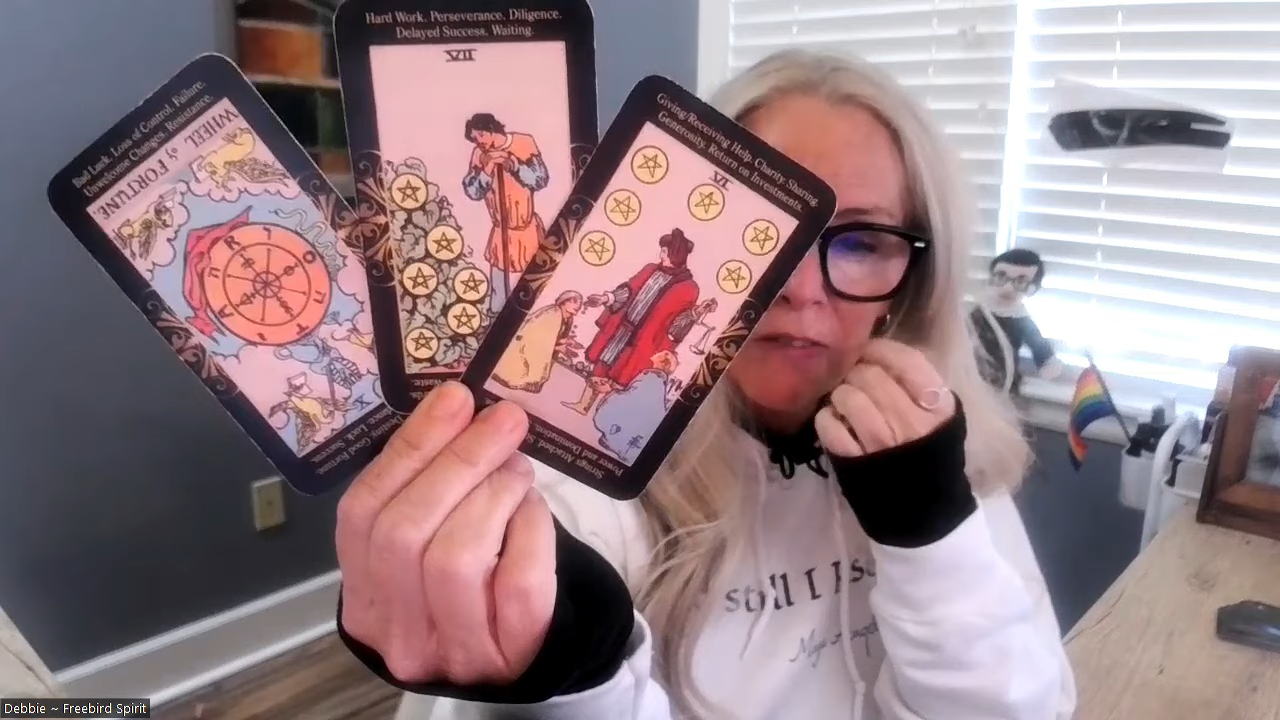 Bad Luck. Loss of Control. Failure.
Unwelcome Changes. Resistance.
WHEEL of FORTUNE.
X
Hard Work. Perseverance. Diligence.
Delayed Success. Waiting.
VII
Giving/Receiving Help. Charity. Sharing.
Generosity. Return on Investments.
VI
Strings Attached.
Power and Domination.
still I
Debbie ~ Freebird Spirit